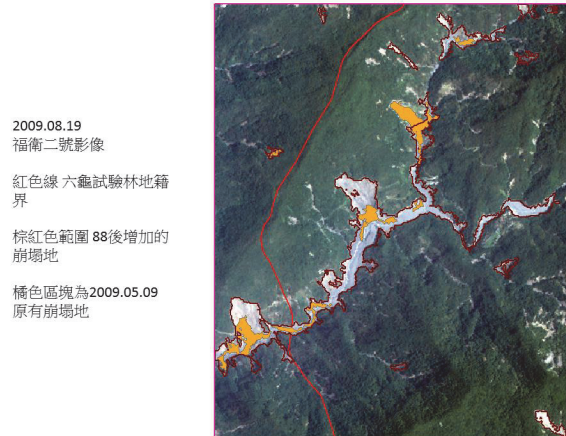 2009.08.19
福衛二號影像
紅色線 六龜試驗林地籍
界
棕紅色範圍 88後增加的
崩塌地
橘色區塊為2009.05.09
原有崩塌地